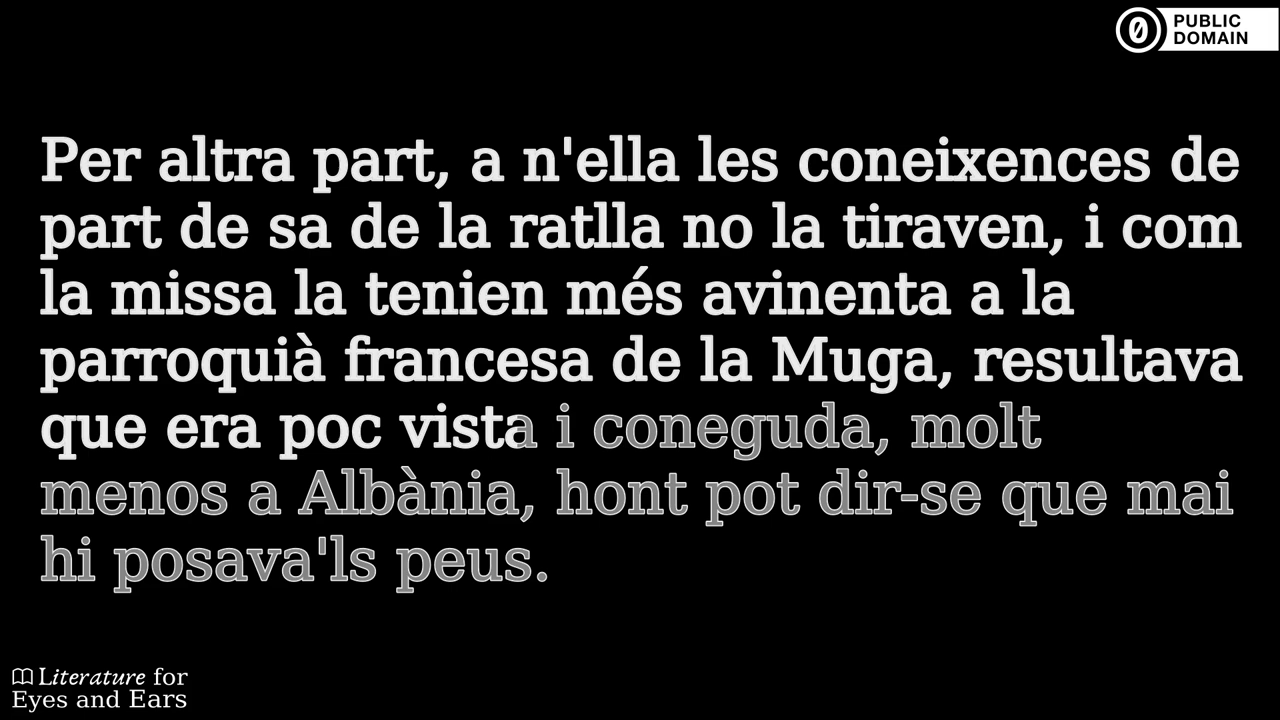 PUBLIC
DOMAIN
Per altra part, a n'ella les coneixences de
part de sa de la ratlla no la tiraven, i com
la missa la tenien més avinenta a la
parroquià francesa de la Muga, resultava
que era poc vista i coneguda, molt
menos a Albània, hont pot dir-se que mai
hi posava'ls peus.
Literature for
Eyes and Ears